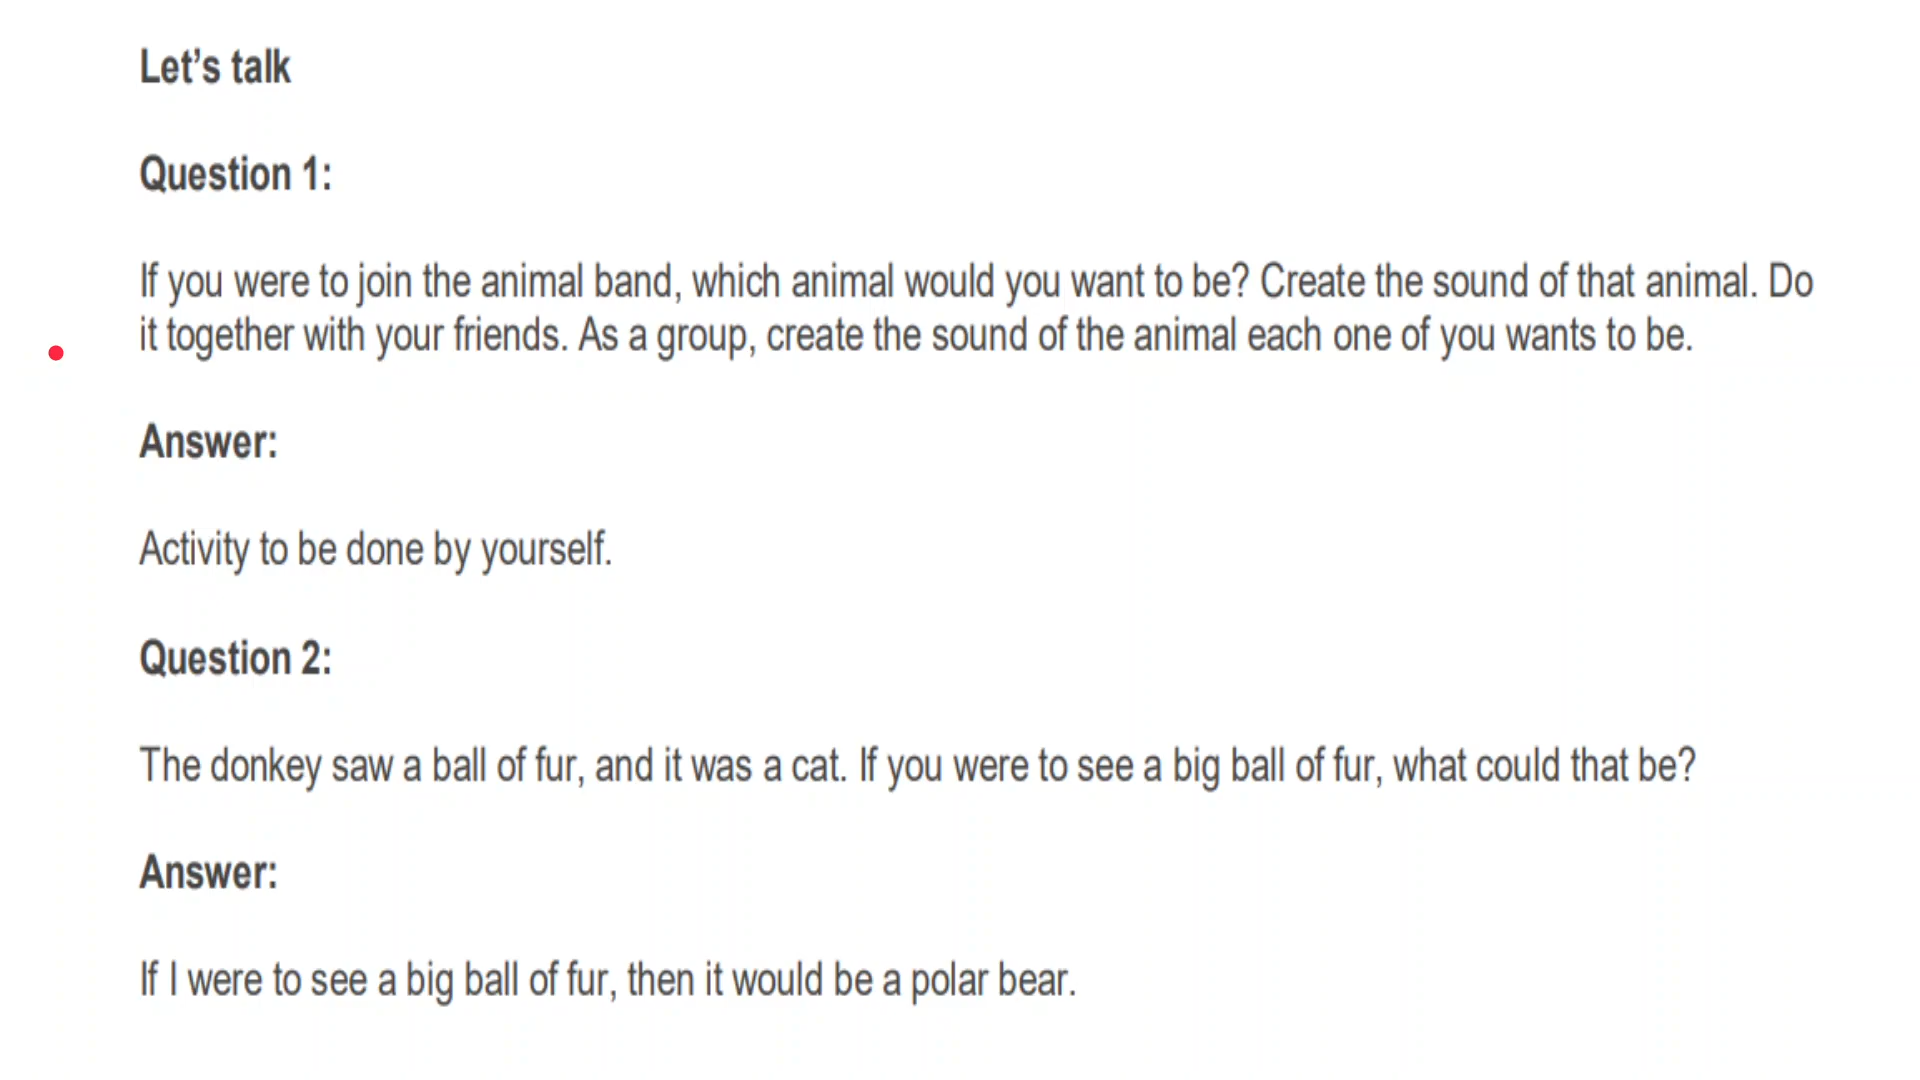 Let’s talk
Question 1:
If you were to join the animal band, which animal would you want to be? Create the sound of that animal. Do
it together with your friends. As a group, create the sound of the animal each one of you wants to be.
Answer:
Activity to be done by yourself.
Question 2:
The donkey saw a ball of fur, and it was a cat. If you were to see a big ball of fur, what could that be?
Answer:
If I were to see a big ball of fur, then it would be a polar bear.